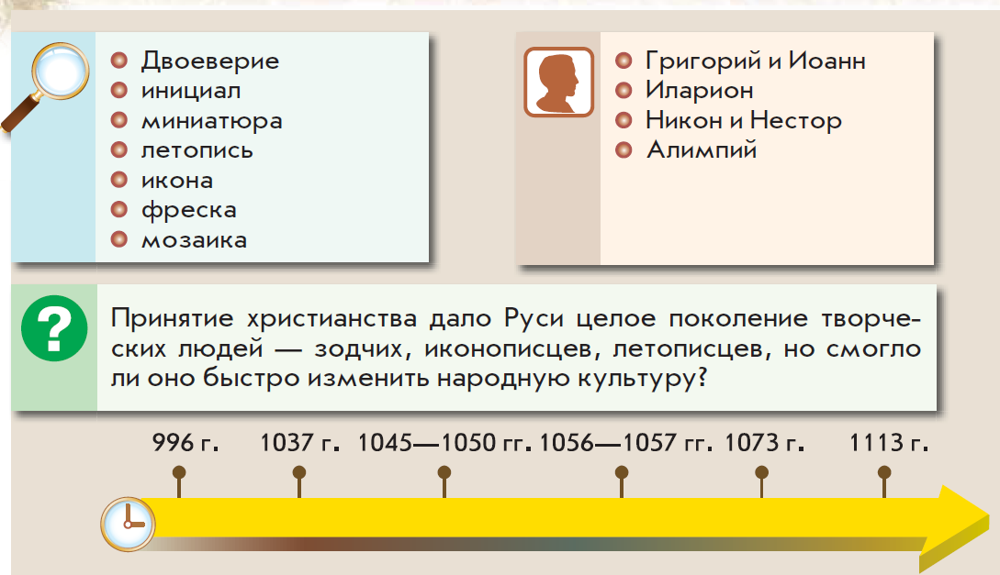 Двоеверие
инициал
миниатюра
летопись
икона
фреска
мозаика
Григорий и Иоанн
Иларион
Никон и Нестор
Алимпий
?
Принятие христианства дало Руси целое поколение творче-
ских людей — зодчих, иконописцев, летописцев, но смогло
ли оно быстро изменить народную культуру?
996 г. 1037 г. 1045—1050 гг. 1056—1057 гг. 1073 г. 1113 г.